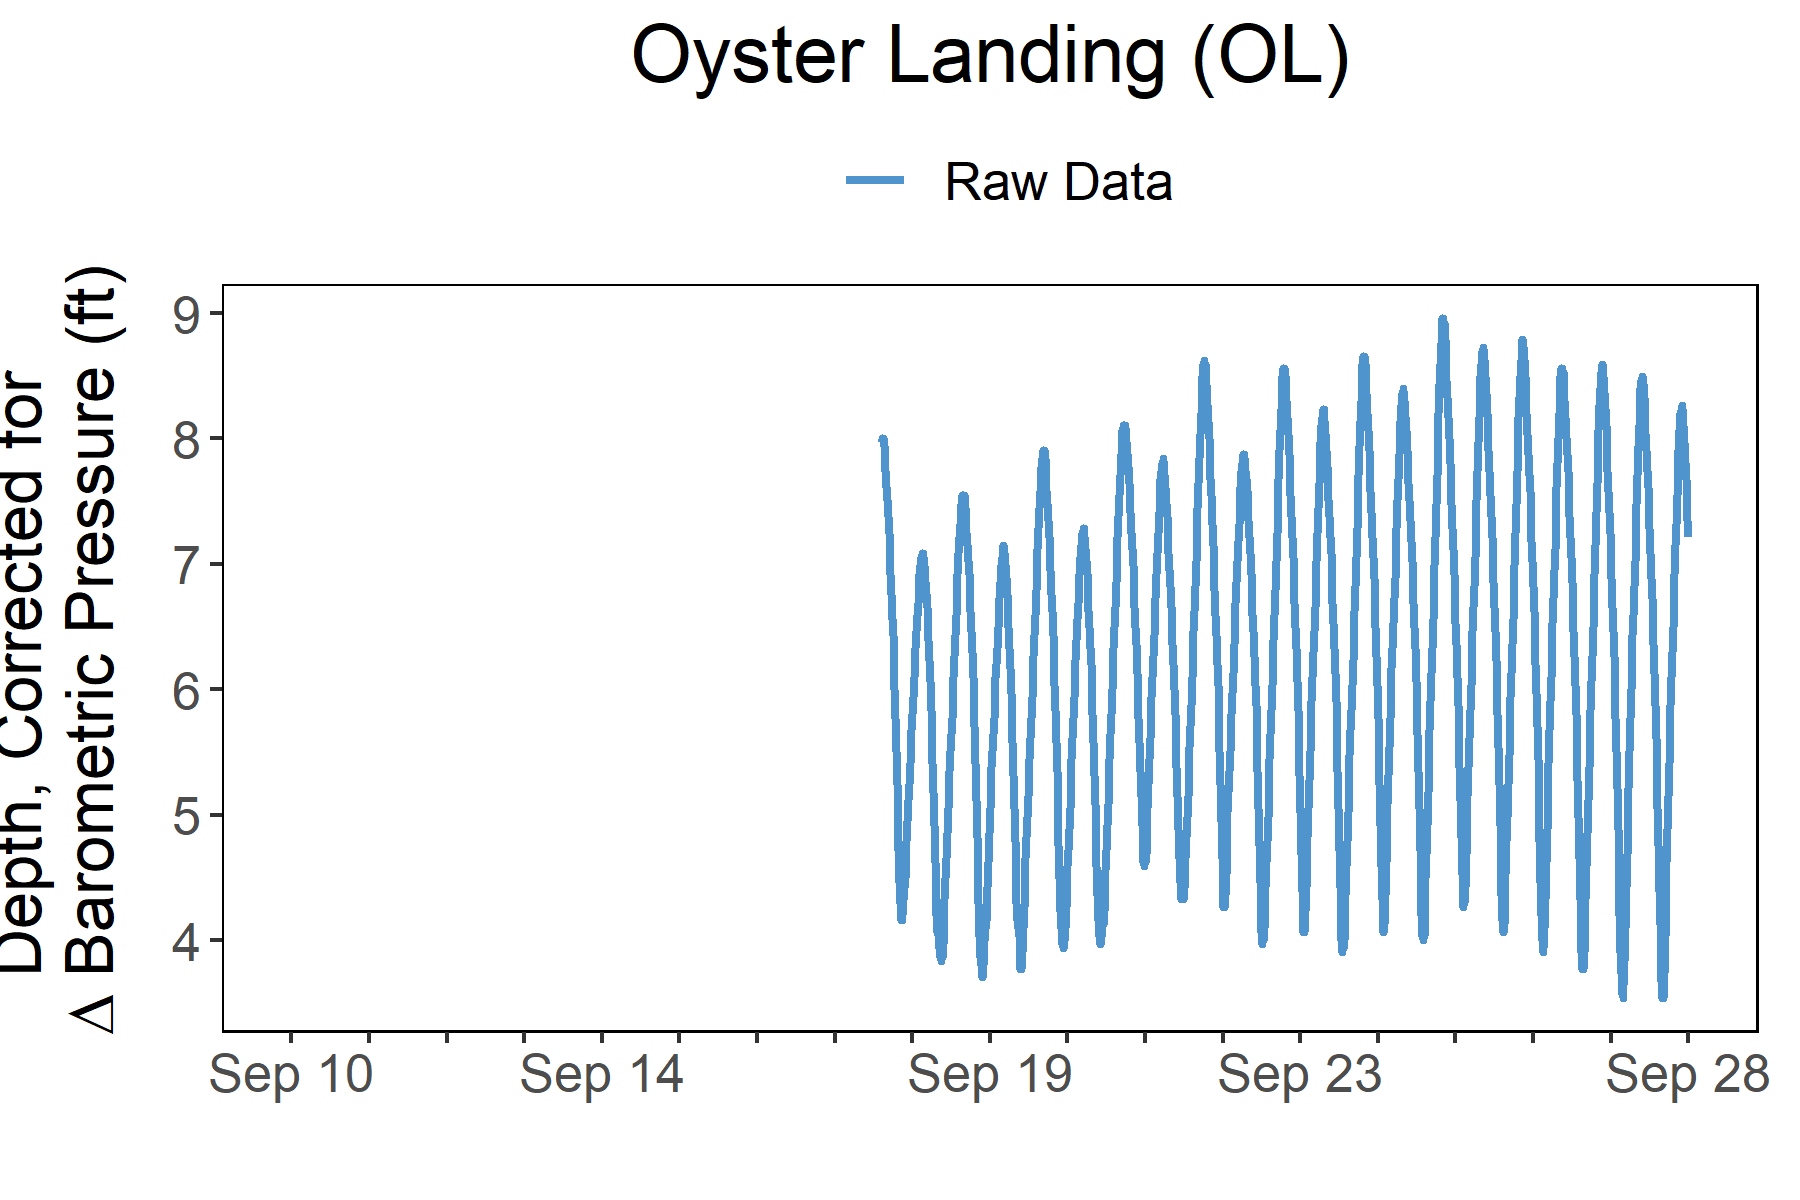 Oyster Landing (OL)
Raw Data
Depth, Corrected for
Δ Barometric Pressure (ft)
9
8
7
6
5
4
Sep 10
Sep 14
Sep 19
Sep 23
Sep 28